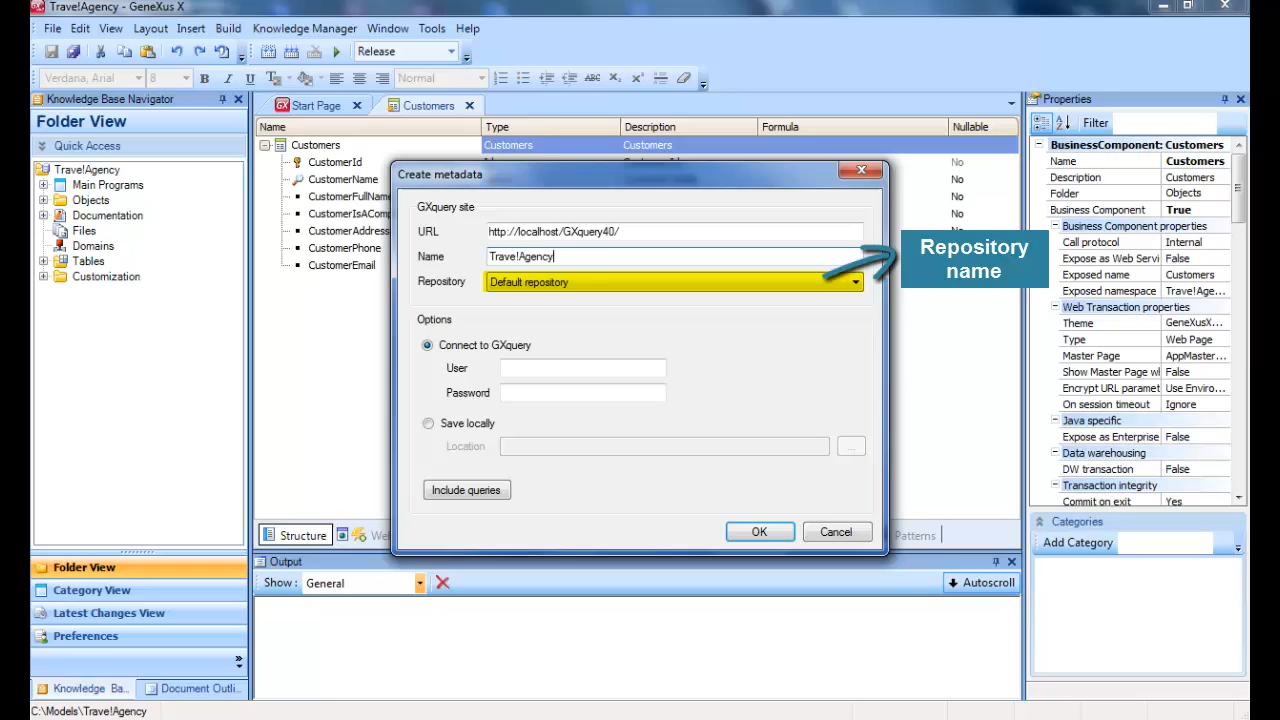 Trave!Agency - GeneXus X
File Edit View Layout Insert Build Knowledge Manager Window Tools Help
Release
Verdana, Arial 8 B I U Normal ABC
Knowledge Base Navigator
Folder View
Quick Access
Trave!Agency
Main Programs
Objects
Documentation
Files
Domains
Tables
Customization
Folder View
Category View
Latest Changes View
Preferences
Knowledge Ba... Document Outli...
C:\Models\Trave!Agency
Start Page Customers
Name Type Description Formula Nullable
Customers Customers Customers
CustomerId No
CustomerName No
CustomerFullName No
CustomerIsAComp No
CustomerAddress No
CustomerPhone
CustomerEmail
Create metadata
GXquery site
URL http://localhost/GXquery40/
Name Trave!Agency
Repository Default repository
Options
Connect to GXquery
User
Password
Save locally
Location ...
Include queries
OK Cancel
Repository
name
Structure We Patterns
Output
Show : General Autoscroll
Properties
Filter
BusinessComponent: Customers
Name Customers
Description Customers
Folder Objects
Business Component True
Business Component properties
Call protocol Internal
Expose as Web Servi False
Exposed name Customers
Exposed namespace Trave!Age...
Web Transaction properties
Theme GeneXusX...
Type Web Page
Master Page AppMaster...
Show Master Page wl False
Encrypt URL paramet Use Enviro...
On session timeout Ignore
Java specific
Expose as Enterprise False
Data warehousing
DW transaction False
Transaction integrity
Commit on exit Yes
Categories
Add Category